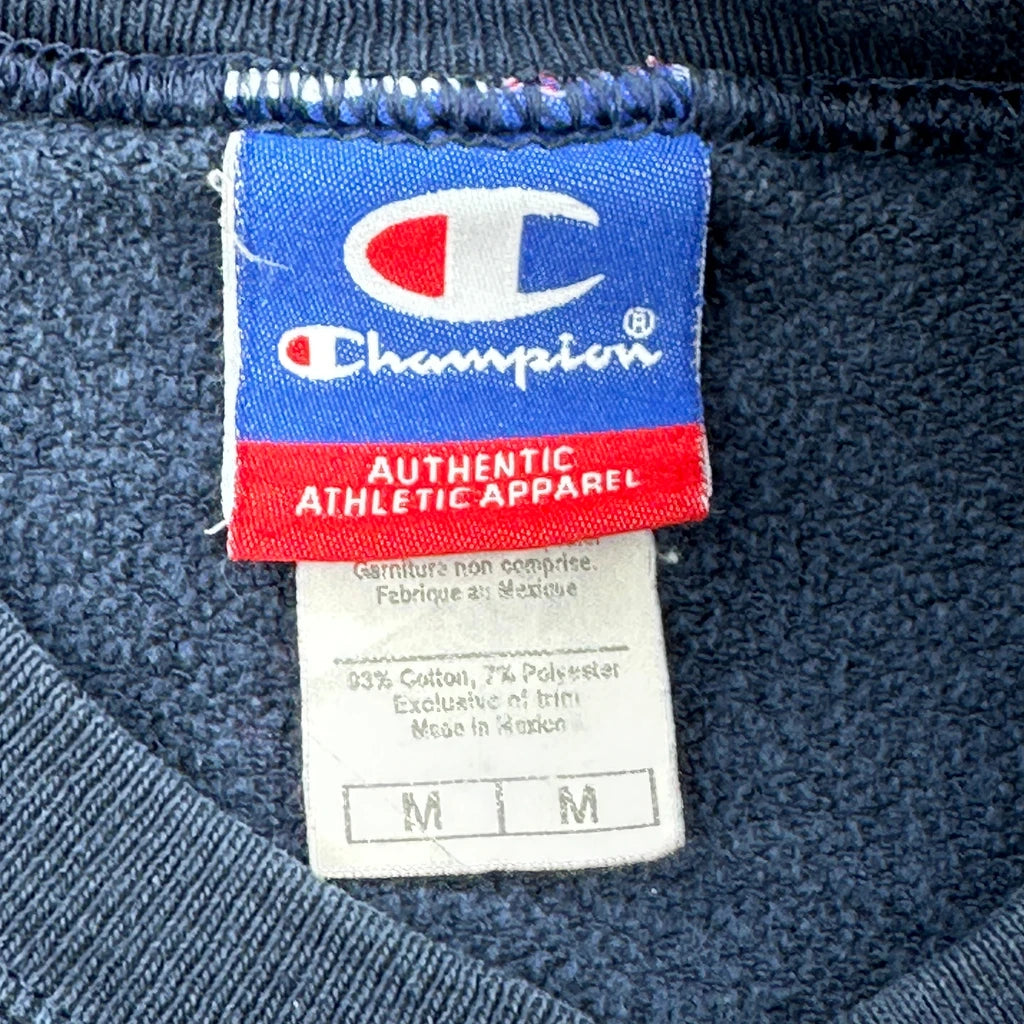 Champion®
AUTHENTIC
ATHLETIC APPAREL
Garniture non comprise.
Fabriqué au Mexique
93% Cotton, 7% Polyester
Exclusive of trim
Made in Mexico
M M